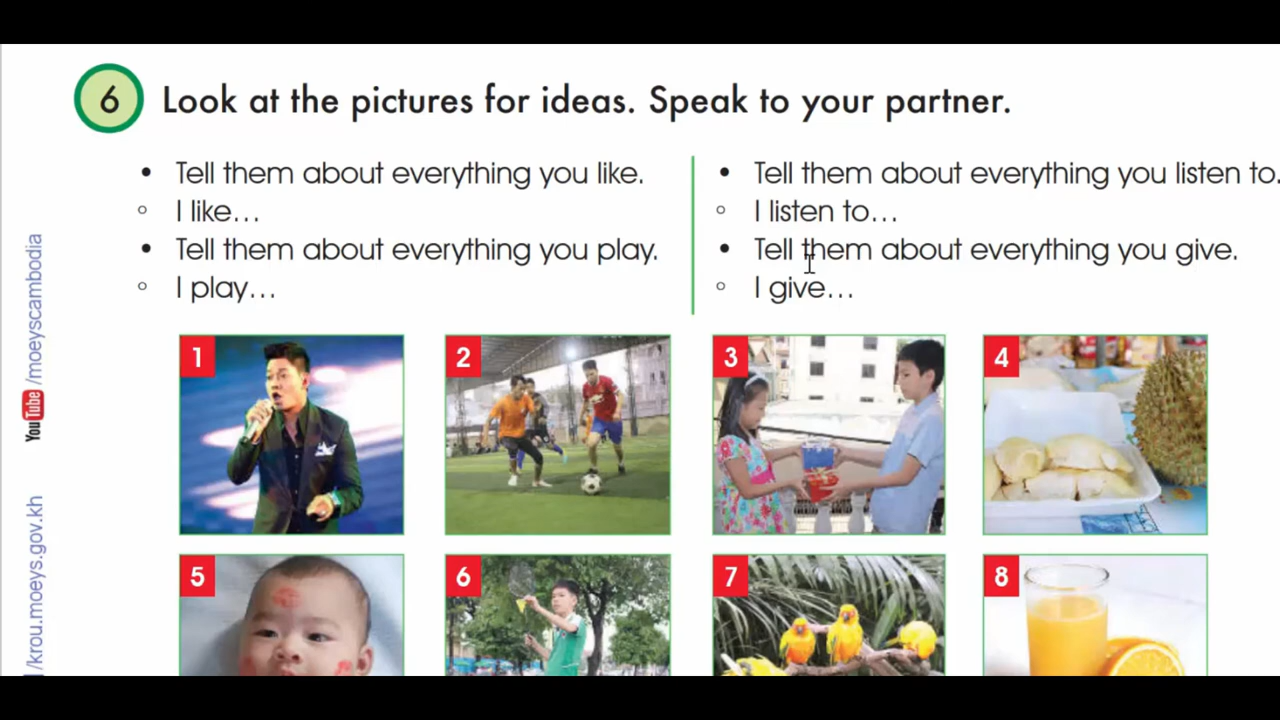 6 Look at the pictures for ideas. Speak to your partner.
• Tell them about everything you like.
◦ I like…
• Tell them about everything you play.
◦ I play…
• Tell them about everything you listen to.
◦ I listen to…
• Tell them about everything you give.
◦ I give…
1
2
3
4
5
6
7
8
YouTube /moeyscambodia
/krou.moeys.gov.kh